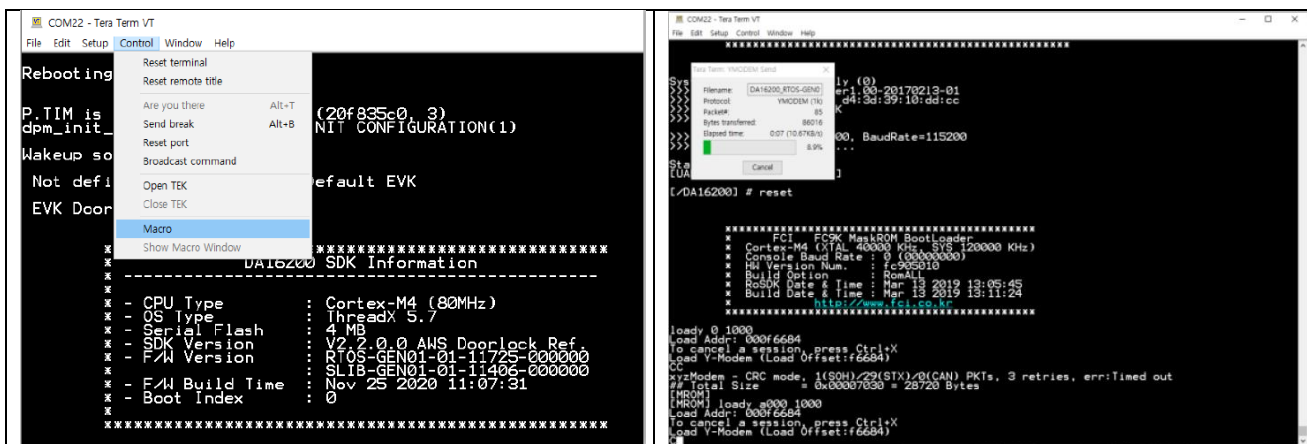 COM22 - Tera Term VT
File Edit Setup Control Window Help
Reset terminal
Reset remote title
Are you there Alt+T
Send break Alt+B
Reset port
Broadcast command
Open TEK
Close TEK
Macro
Show Macro Window
Rebooting
P.TIM is (20f835c0, 3)
dpm_init_ NIT CONFIGURATION(1)
Wakeup so
Not defi efault EVK
EVK Door
DA16200 SDK Information
- CPU Type : Cortex-M4 (80MHz)
- OS Type : ThreadX 5.7
- Serial Flash : 4 MB
- SDK Version : V2.2.0.0 AWS Doorlock Ref.
- F/W Version : RTOS-GEN01-01-11725-000000
: SLIB-GEN01-01-11406-000000
- F/W Build Time : Nov 25 2020 11:07:31
- Boot Index : 0
COM22 - Tera Term VT
File Edit Setup Control Window Help
Tera Term: YMODEM Send
Filename: DA16200_RTOS-GEN0
Protocol: YMODEM (1k)
Packet#: 85
Bytes transferred: 86016
Elapsed time: 0:07 (10.67KB/s)
8.9%
Cancel
Sys ly (0)
>>> er1.00-20170213-01
>>> d4:3d:39:10:dd:cc
>>> K
>>> 00, BaudRate=115200
>>> ...
Sta
[UA ]
[/DA16200] # reset
FCI FC9K MaskROM BootLoader
Cortex-M4 (XTAL 40000 KHz, SYS 120000 KHz)
Console Baud Rate : 0 (00000000)
HW Version Num. : fc905010
Build Option : RomALL
RoSDK Date & Time : Mar 13 2019 13:05:45
Build Date & Time : Mar 13 2019 13:11:24
http://www.fci.co.kr
loady 0 1000
Load Addr: 000f6684
To cancel a session, press Ctrl+X
Load Y-Modem (Load Offset:f6684)
CC
xyzModem - CRC mode, 1(SOH)/29(STX)/0(CAN) PKTs, 3 retries, err:Timed out
## Total Size = 0x00007030 = 28720 Bytes
[MROM]
[MROM] loady a000 1000
Load Addr: 000f6684
To cancel a session, press Ctrl+X
Load Y-Modem (Load Offset:f6684)
C